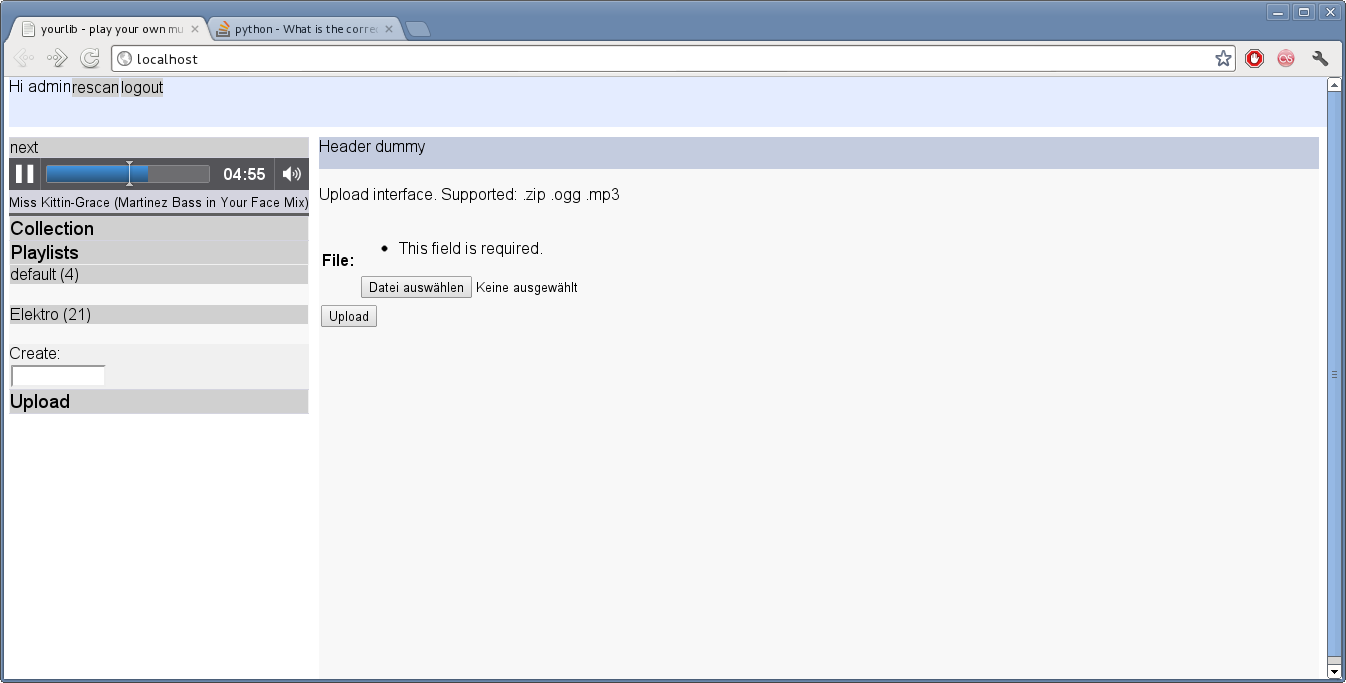 yourlib - play your own mu
python - What is the corre
localhost
Hi admin rescan logout
next
04:55
Miss Kittin-Grace (Martinez Bass in Your Face Mix)
Collection
Playlists
default (4)
Elektro (21)
Create:
Upload
Header dummy
Upload interface. Supported: .zip .ogg .mp3
• This field is required.
File:
Datei auswählen Keine ausgewählt
Upload